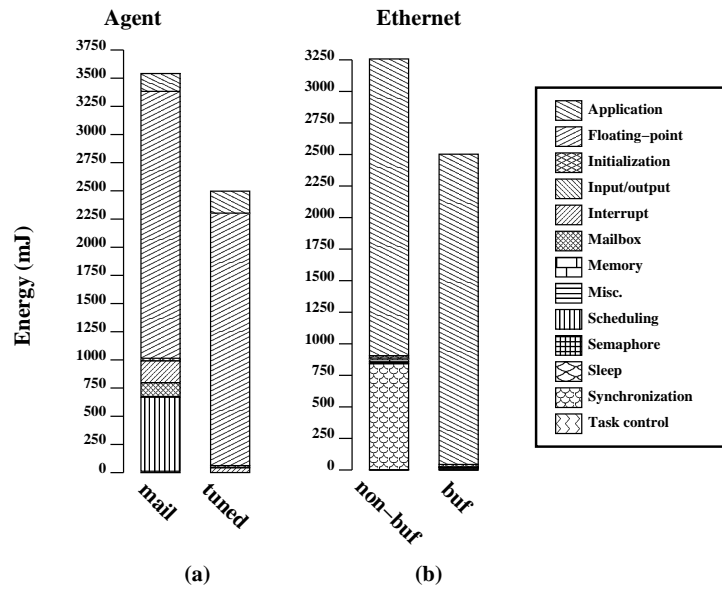 Agent
Ethernet
Energy (mJ)
3750
3500
3250
3000
2750
2500
2250
2000
1750
1500
1250
1000
750
500
250
0
mail
tuned
(a)
3250
3000
2750
2500
2250
2000
1750
1500
1250
1000
750
500
250
0
non−buf
buf
(b)
Application
Floating−point
Initialization
Input/output
Interrupt
Mailbox
Memory
Misc.
Scheduling
Semaphore
Sleep
Synchronization
Task control